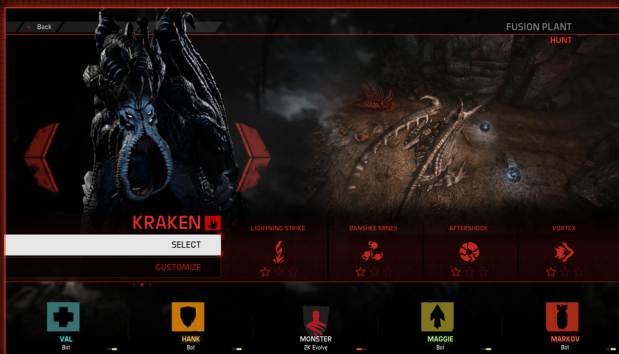 Back
FUSION PLANT
HUNT
KRAKEN
SELECT
CUSTOMIZE
LIGHTNING STRIKE
BANSHEE MINES
AFTERSHOCK
VORTEX
VAL
Bot
HANK
Bot
MONSTER
2K Evolve
MAGGIE
Bot
MARKOV
Bot